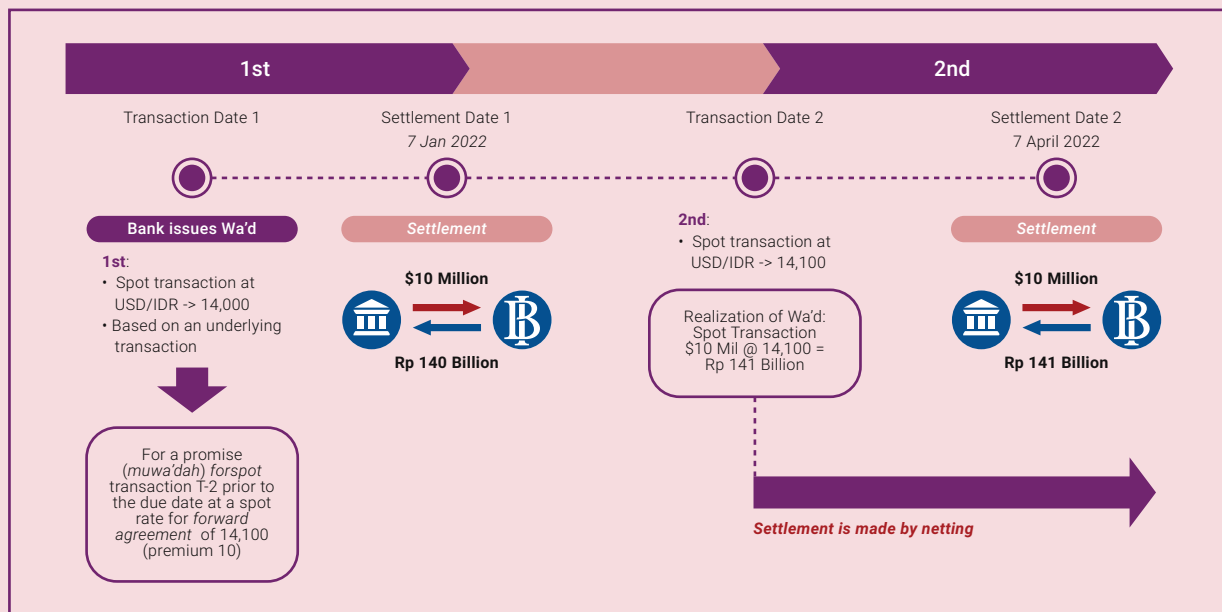 1st
2nd
Transaction Date 1
Settlement Date 1
7 Jan 2022
Transaction Date 2
Settlement Date 2
7 April 2022
Bank issues Wa'd
1st:
• Spot transaction at
USD/IDR -> 14,000
• Based on an underlying
transaction
For a promise
(muwa'dah) forspot
transaction T-2 prior to
the due date at a spot
rate for forward
agreement of 14,100
(premium 10)
Settlement
$10 Million
Rp 140 Billion
2nd:
• Spot transaction at
USD/IDR -> 14,100
Realization of Wa'd:
Spot Transaction
$10 Mil @ 14,100 =
Rp 141 Billion
Settlement
$10 Million
Rp 141 Billion
Settlement is made by netting